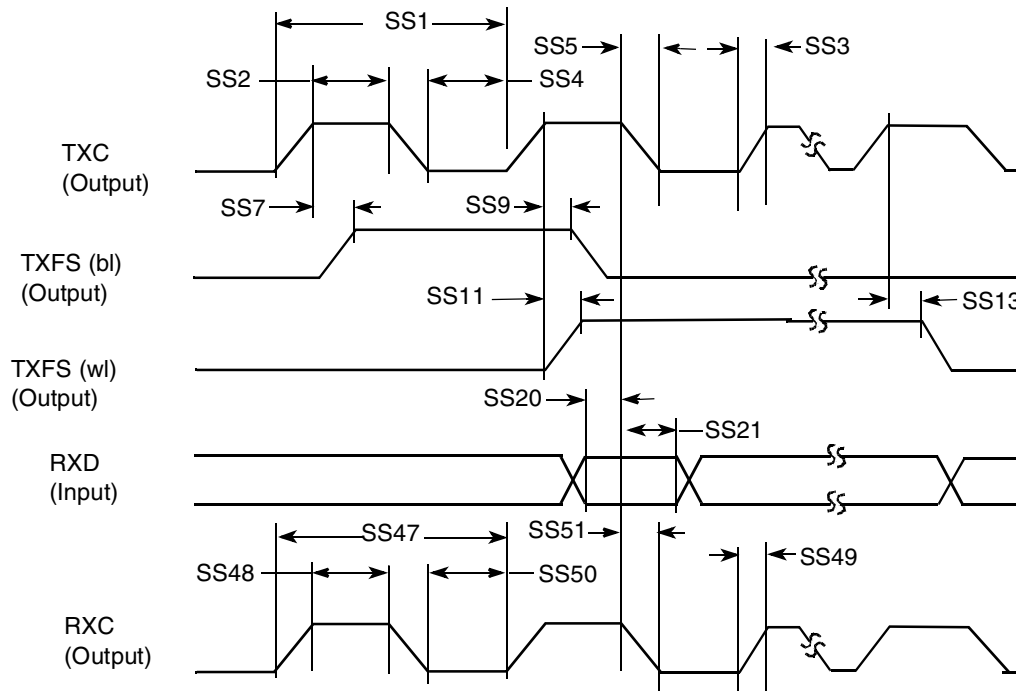 SS1
SS5
SS3
SS2
SS4
TXC
(Output)
SS7
SS9
TXFS (bl)
(Output)
SS11
SS13
TXFS (wl)
(Output)
SS20
SS21
RXD
(Input)
SS47
SS51
SS49
SS48
SS50
RXC
(Output)